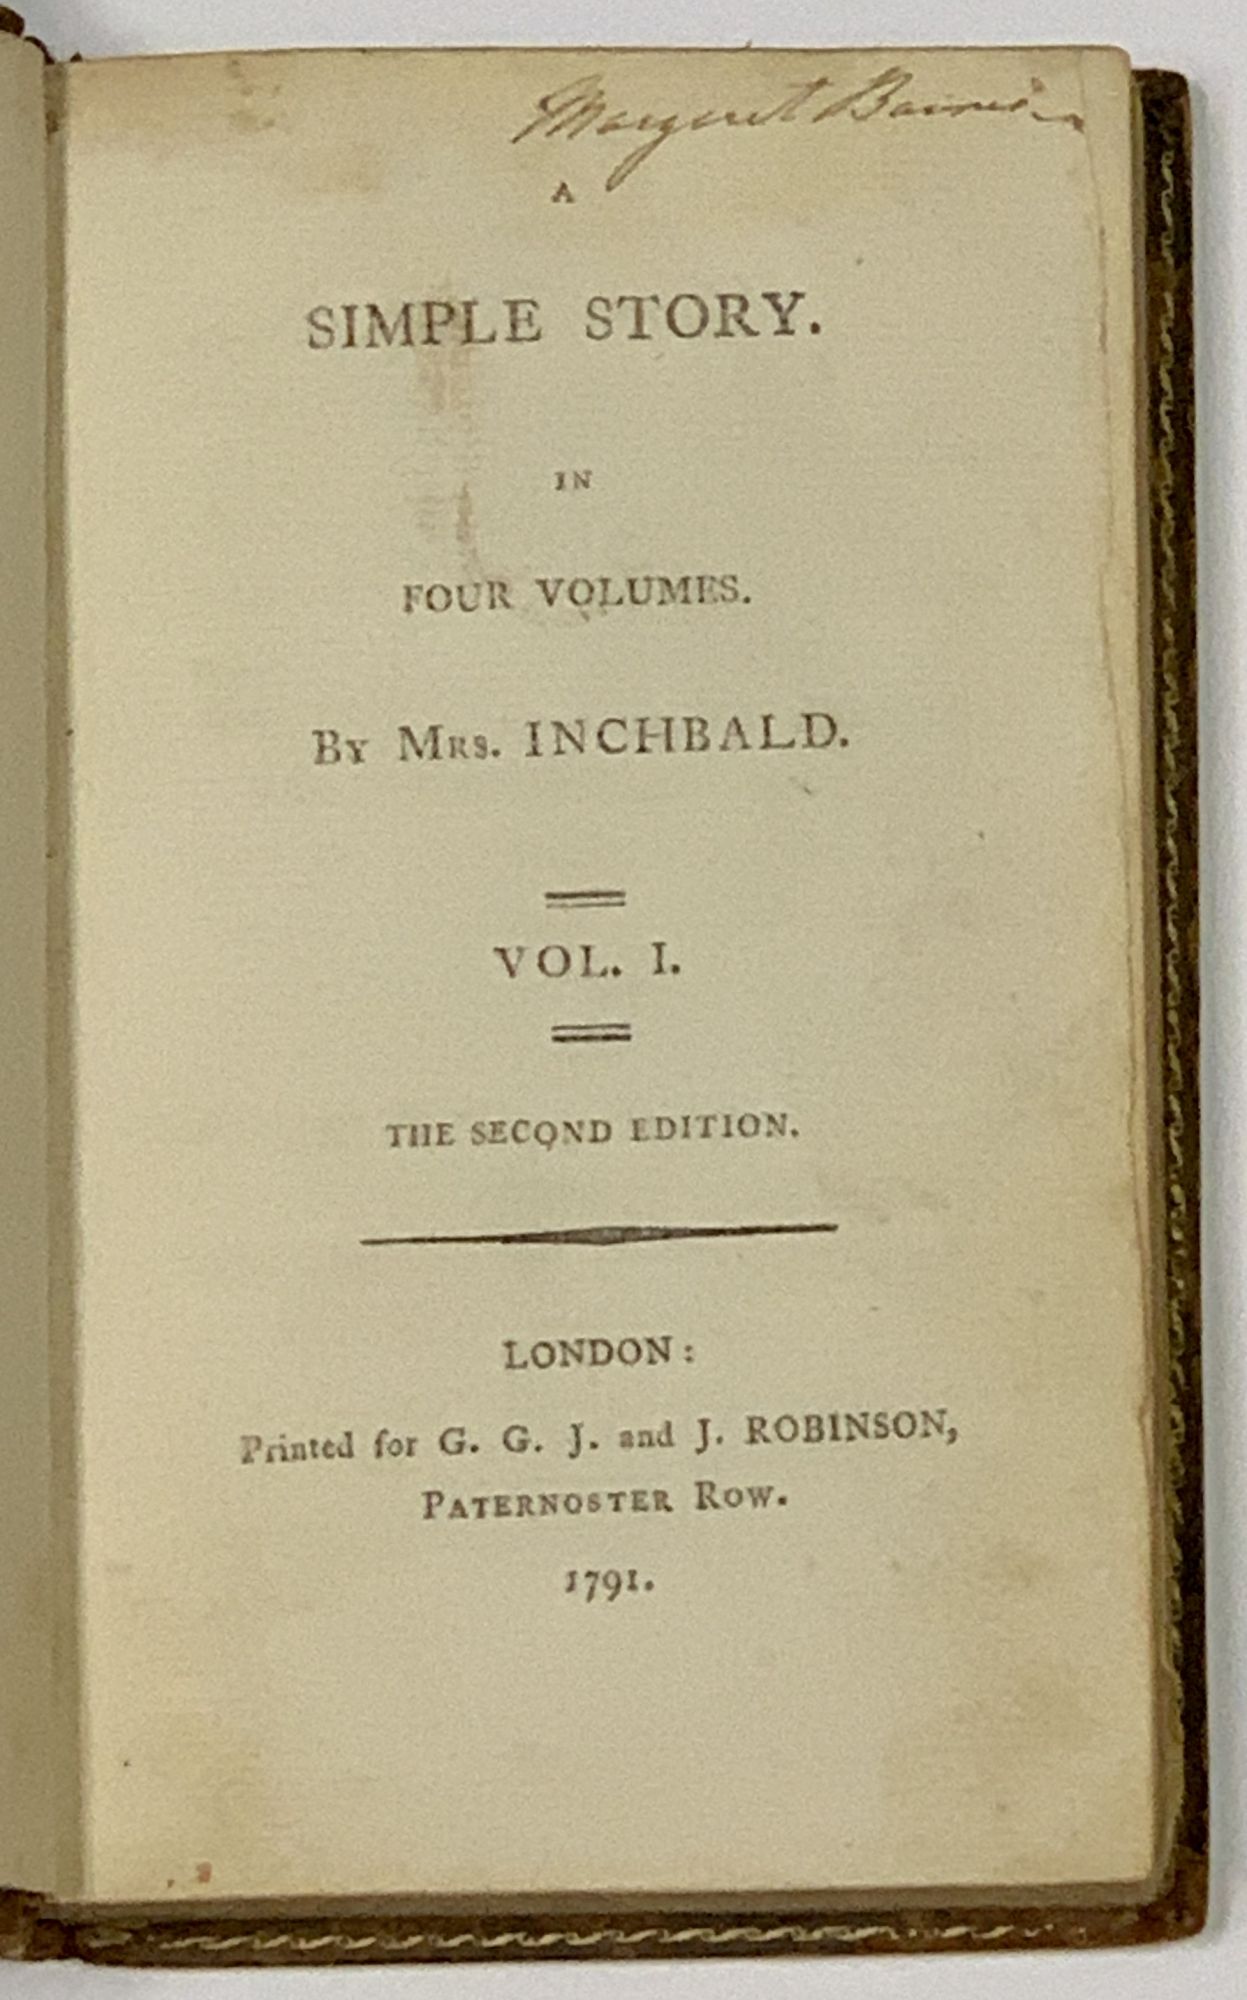 Margaret
A
SIMPLE STORY.
IN
FOUR VOLUMES.
BY MRS. INCHBALD.
VOL. I.
THE SECOND EDITION.
LONDON:
Printed for G. G. J. and J. ROBINSON,
PATERNOSTER ROW.
1791.